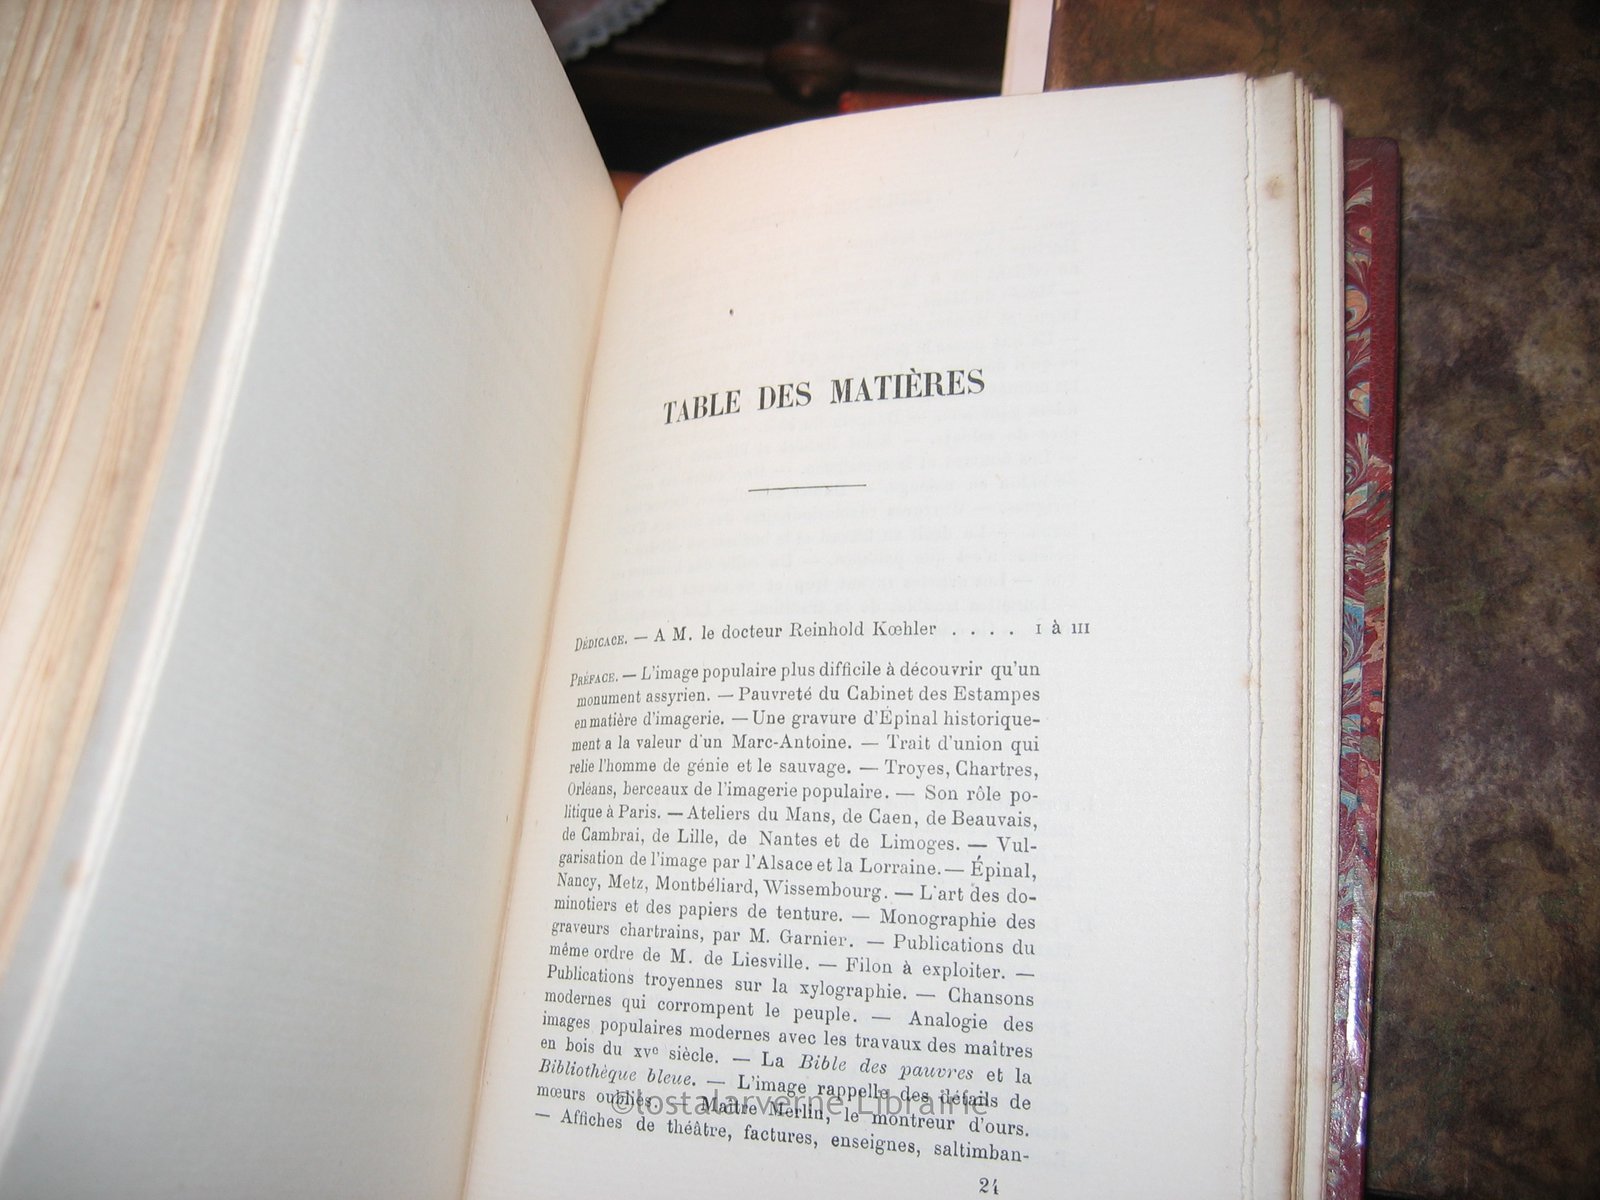 TABLE DES MATIÈRES
DÉDICACE. — A M. le docteur Reinhold Kœhler . . . . I à III
PRÉFACE. — L'image populaire plus difficile à découvrir qu'un
monument assyrien. — Pauvreté du Cabinet des Estampes
en matière d'imagerie. — Une gravure d'Épinal historique-
ment a la valeur d'un Marc-Antoine. — Trait d'union qui
relie l'homme de génie et le sauvage. — Troyes, Chartres,
Orléans, berceaux de l'imagerie populaire. — Son rôle po-
litique à Paris. — Ateliers du Mans, de Caen, de Beauvais,
de Cambrai, de Lille, de Nantes et de Limoges. — Vul-
garisation de l'image par l'Alsace et la Lorraine. — Épinal,
Nancy, Metz, Montbéliard, Wissembourg. — L'art des do-
minotiers et des papiers de tenture. — Monographie des
graveurs chartrains, par M. Garnier. — Publications du
même ordre de M. de Liesville. — Filon à exploiter. —
Publications troyennes sur la xylographie. — Chansons
modernes qui corrompent le peuple. — Analogie des
images populaires modernes avec les travaux des maîtres
en bois du XVe siècle. — La Bible des pauvres et la
Bibliothèque bleue. — L'image rappelle des détails de
mœurs oubliés. — Maître Merlin, le montreur d'ours.
— Affiches de théâtre, factures, enseignes, saltimban-
24
©lostalarverne Librairie